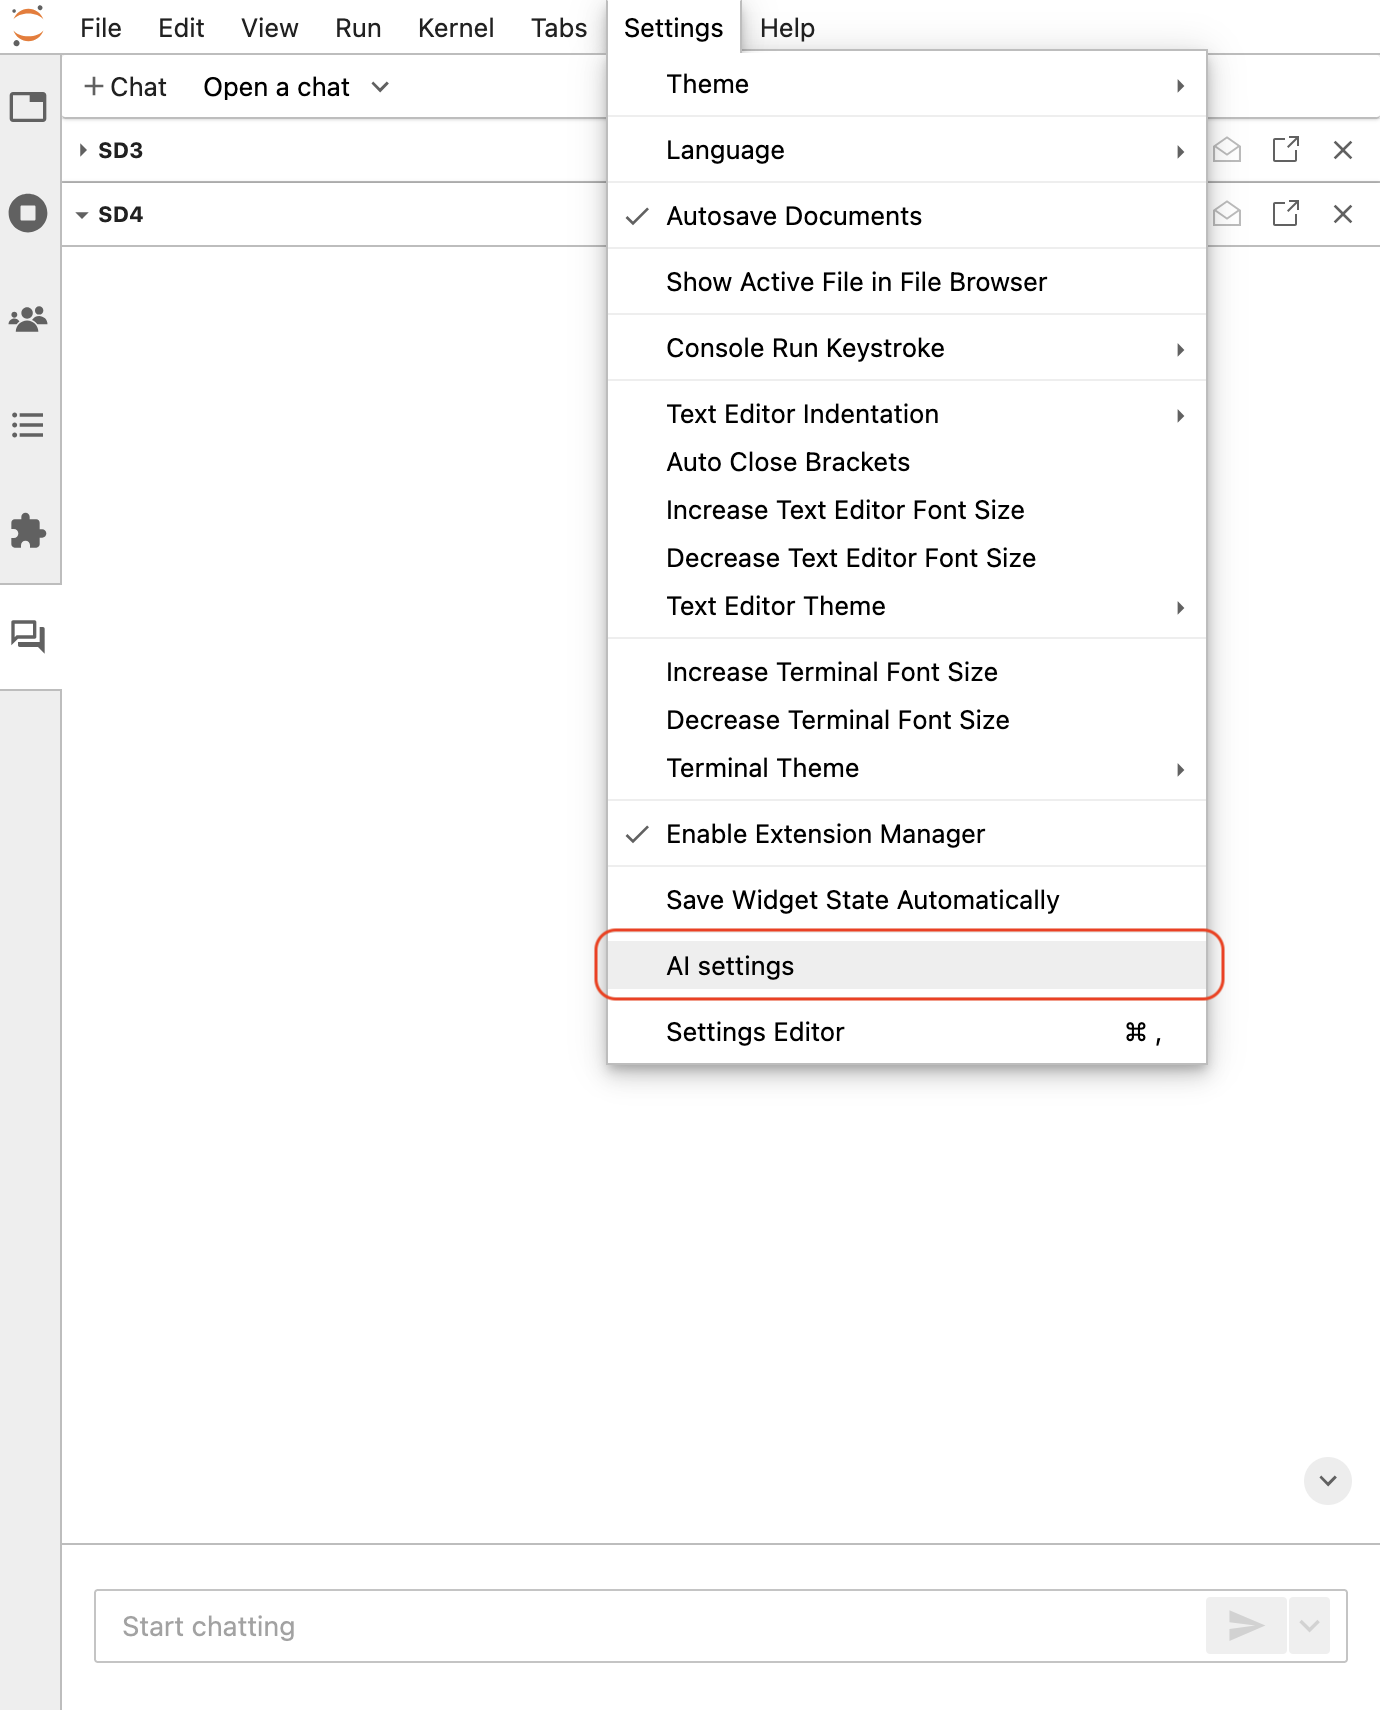 File Edit View Run Kernel Tabs Settings Help
+ Chat Open a chat
SD3
SD4
Theme
Language
Autosave Documents
Show Active File in File Browser
Console Run Keystroke
Text Editor Indentation
Auto Close Brackets
Increase Text Editor Font Size
Decrease Text Editor Font Size
Text Editor Theme
Increase Terminal Font Size
Decrease Terminal Font Size
Terminal Theme
Enable Extension Manager
Save Widget State Automatically
AI settings
Settings Editor ⌘ ,
Start chatting